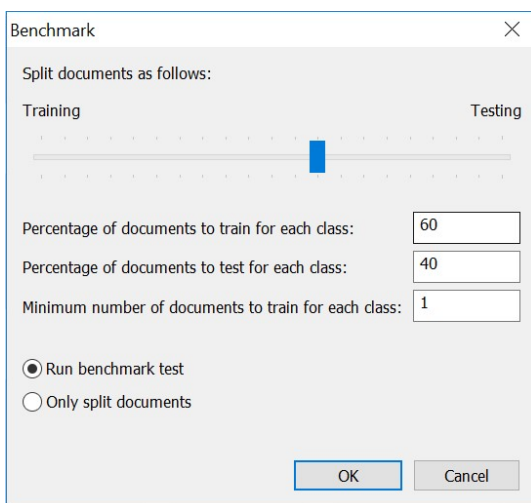 Benchmark
Split documents as follows:
Training Testing
Percentage of documents to train for each class: 60
Percentage of documents to test for each class: 40
Minimum number of documents to train for each class: 1
Run benchmark test
Only split documents
OK Cancel